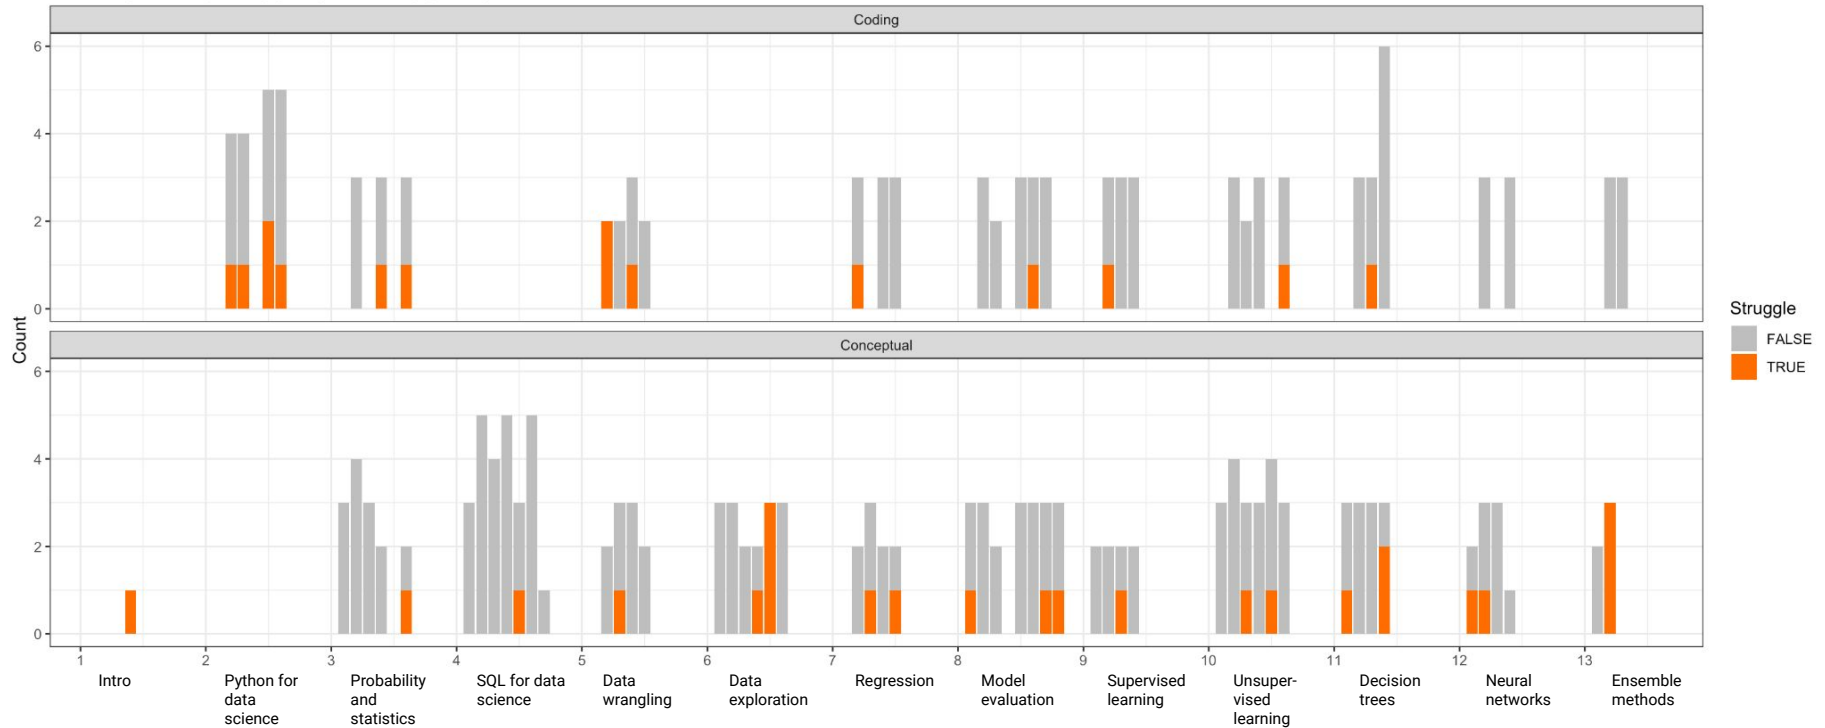 Coding
6
4
2
0
Count
Conceptual
6
4
2
0
1 2 3 4 5 6 7 8 9 10 11 12 13
Intro
Python for
data
science
Probability
and
statistics
SQL for data
science
Data
wrangling
Data
exploration
Regression
Model
evaluation
Supervised
learning
Unsuper-
vised
learning
Decision
trees
Neural
networks
Ensemble
methods
Struggle
FALSE
TRUE